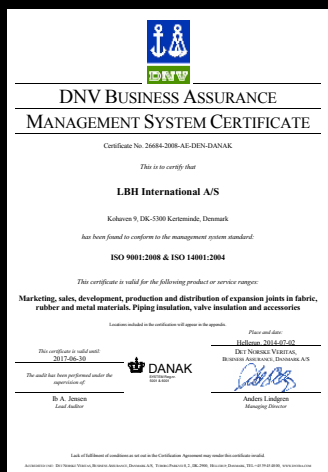 DNV
DNV BUSINESS ASSURANCE
MANAGEMENT SYSTEM CERTIFICATE
Certificate No. 26684-2008-AE-DEN-DANAK
This is to certify that
LBH International A/S
Kohaven 9, DK-5300 Kerteminde, Denmark
has been found to conform to the management system standard:
ISO 9001:2008 & ISO 14001:2004
This certificate is valid for the following product or service ranges:
Marketing, sales, development, production and distribution of expansion joints in fabric,
rubber and metal materials. Piping insulation, valve insulation and accessories
Locations included in the certification will appear in the appendix.
Place and date:
Hellerup, 2014-07-02
This certificate is valid until:
2017-06-30
DET NORSKE VERITAS,
BUSINESS ASSURANCE, DANMARK A/S
The audit has been performed under the
supervision of:
DANAK
Ib A. Jensen
Lead Auditor
Anders Lindgren
Managing Director
Lack of fulfilment of conditions as set out in the Certification Agreement may render this certificate invalid.